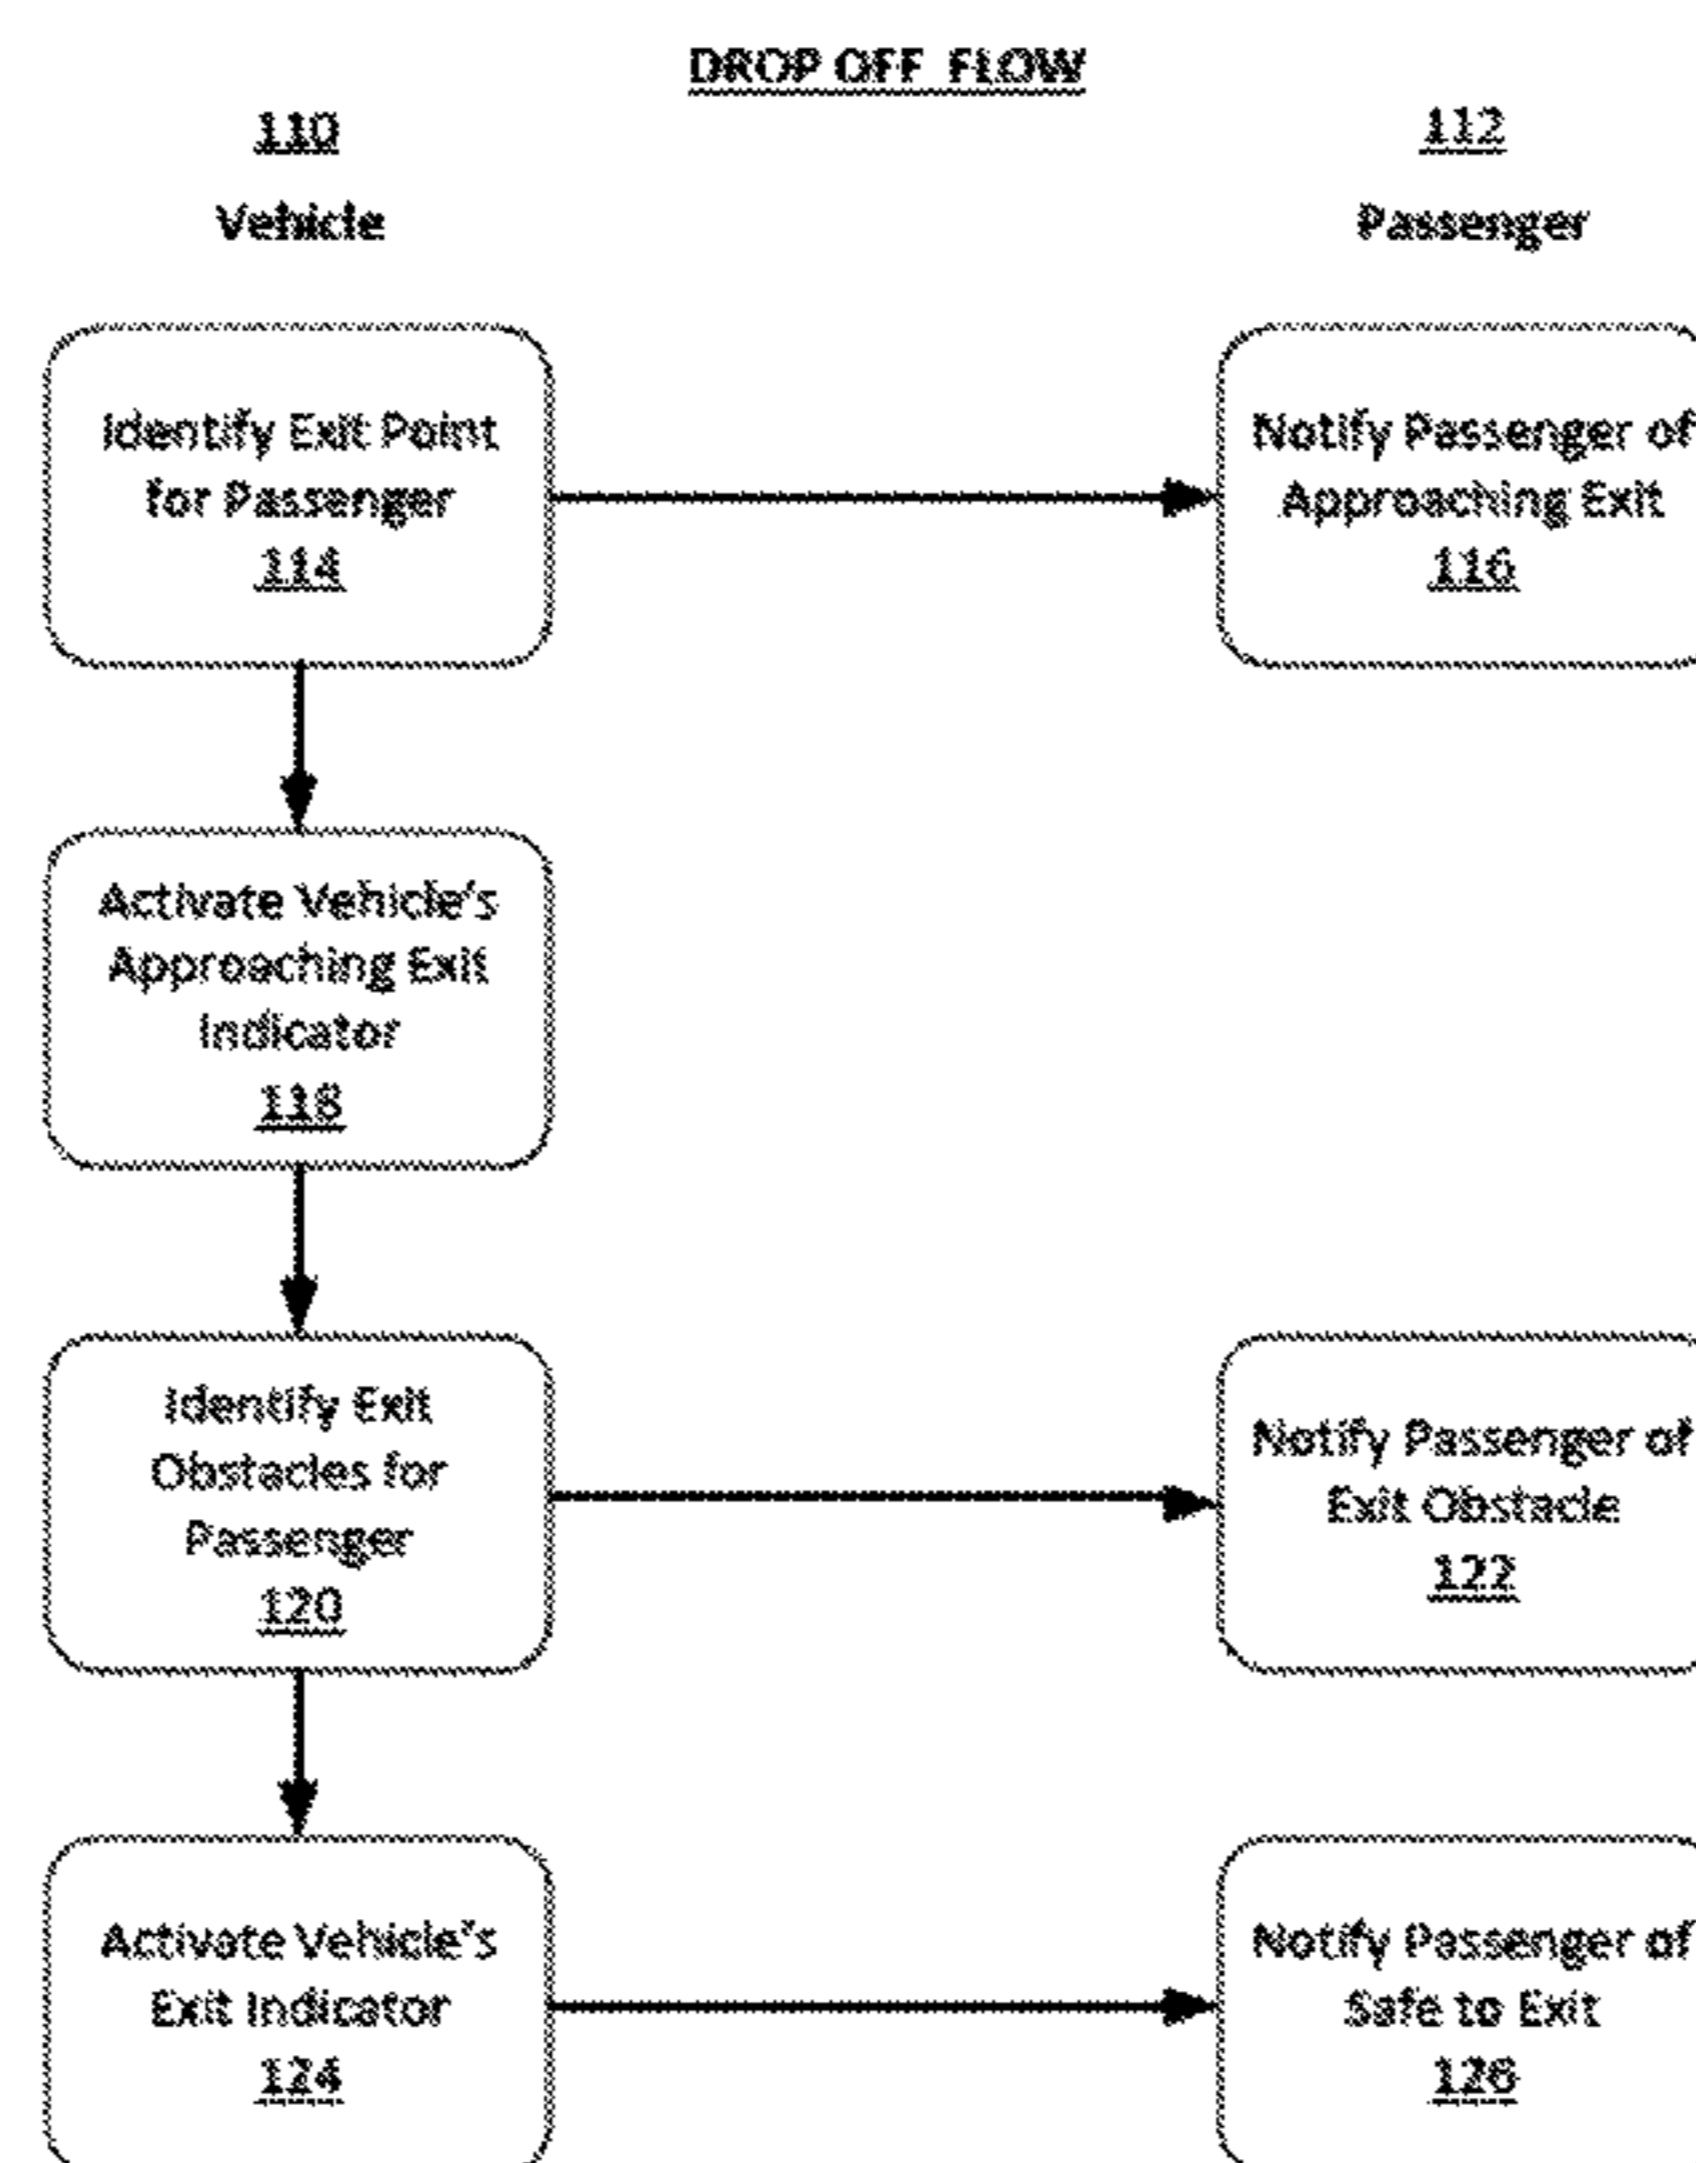 DROP OFF FLOW
110
112
Vehicle
Passenger
Identify Exit Point
for Passenger
114
Notify Passenger of
Approaching Exit
116
Activate Vehicle's
Approaching Exit
Indicator
118
Identify Exit
Obstacles for
Passenger
120
Notify Passenger of
Exit Obstacle
122
Activate Vehicle's
Exit Indicator
124
Notify Passenger of
Safe to Exit
126